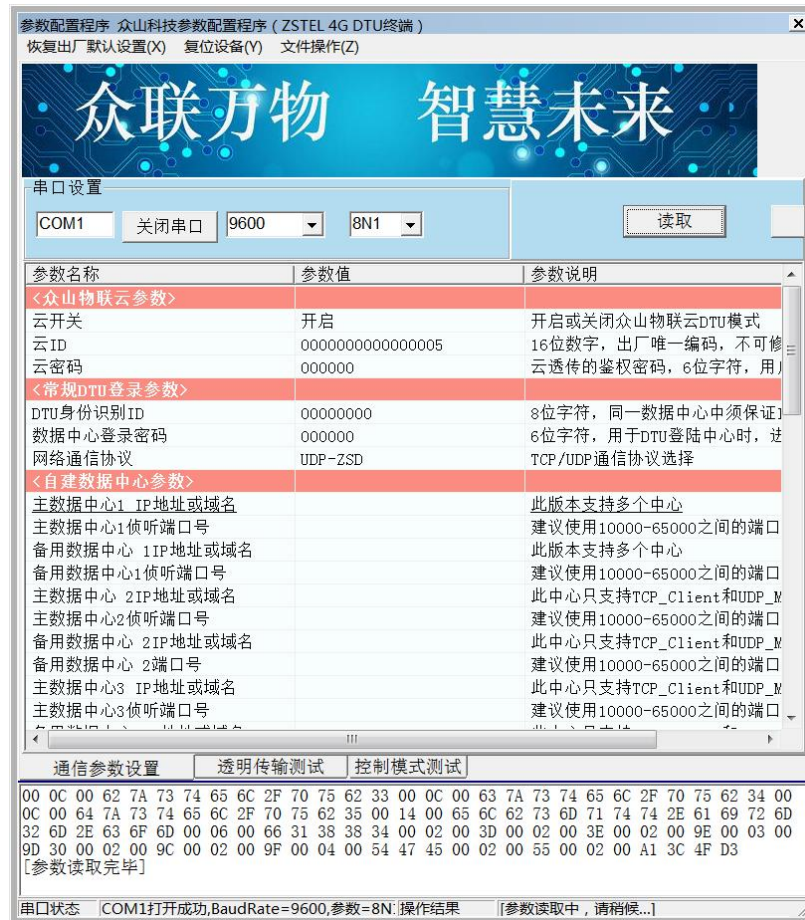 参数配置程序 众山科技参数配置程序 ( ZSTEL 4G DTU终端 )
恢复出厂默认设置(X) 复位设备(Y) 文件操作(Z)
众联万物 智慧未来
串口设置
COM1 关闭串口 9600 8N1 读取
参数名称 参数值 参数说明
<众山物联云参数>
云开关 开启 开启或关闭众山物联云DTU模式
云ID 0000000000000005 16位数字，出厂唯一编码，不可修
云密码 000000 云透传的鉴权密码，6位字符，用
<常规DTU登录参数>
DTU身份识别ID 00000000 8位字符，同一数据中心中须保证
数据中心登录密码 000000 6位字符，用于DTU登陆中心时，进
网络通信协议 UDP-ZSD TCP/UDP通信协议选择
<自建数据中心参数>
主数据中心1 IP地址或域名 此版本支持多个中心
主数据中心1侦听端口号 建议使用10000-65000之间的端口
备用数据中心 1IP地址或域名 此版本支持多个中心
备用数据中心1侦听端口号 建议使用10000-65000之间的端口
主数据中心 2IP地址或域名 此中心只支持TCP_Client和UDP_M
主数据中心2侦听端口号 建议使用10000-65000之间的端口
备用数据中心 2IP地址或域名 此中心只支持TCP_Client和UDP_M
备用数据中心 2端口号 建议使用10000-65000之间的端口
主数据中心3 IP地址或域名 此中心只支持TCP_Client和UDP_M
主数据中心3侦听端口号 建议使用10000-65000之间的端口
通信参数设置 透明传输测试 控制模式测试
00 0C 00 62 7A 73 74 65 6C 2F 70 75 62 33 00 0C 00 63 7A 73 74 65 6C 2F 70 75 62 34 00
0C 00 64 7A 73 74 65 6C 2F 70 75 62 35 00 14 00 65 6C 62 73 6D 71 74 74 2E 61 69 72 6D
32 6D 2E 63 6F 6D 00 06 00 66 31 38 38 34 00 02 00 3D 00 02 00 3E 00 02 00 9E 00 03 00
9D 30 00 02 00 9C 00 02 00 9F 00 04 00 54 47 45 00 02 00 55 00 02 00 A1 3C 4F D3
[参数读取完毕]
串口状态 COM1打开成功,BaudRate=9600,参数=8N: 操作结果 [参数读取中，请稍候...]